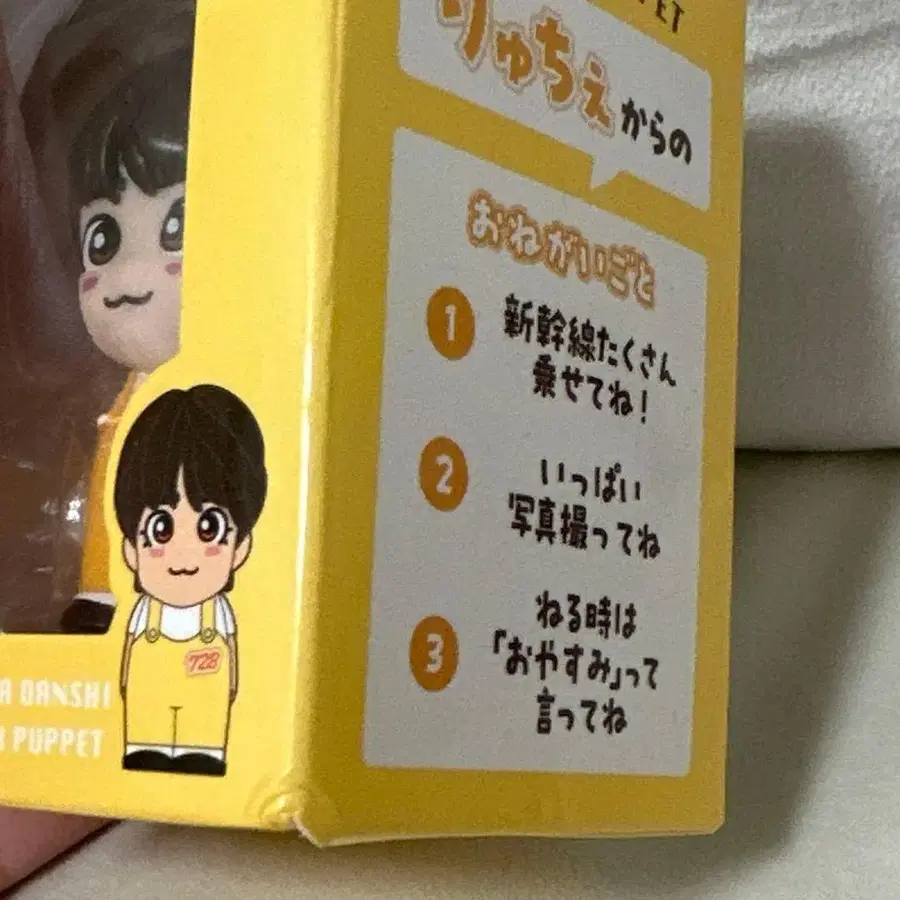 りゅちぇからの
おねがいごと
1 新幹線たくさん
乗せてね!
2 いっぱい
写真撮ってね
3 ねる時は
「おやすみ」って
言ってね
728
DANSHI
PUPPET